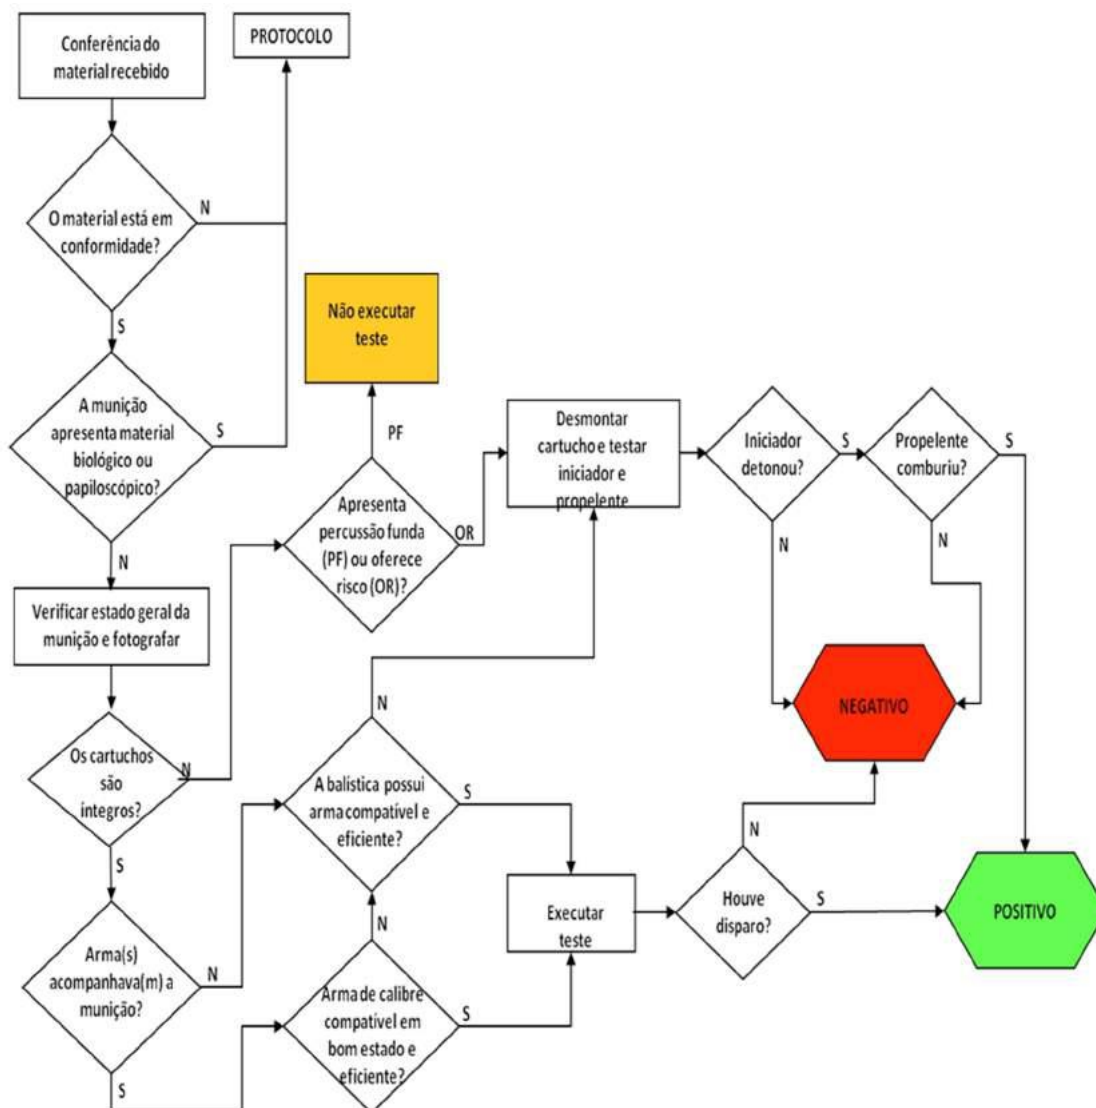 Conferência do
material recebido
PROTOCOLO
O material está em
conformidade?
N
S
A munição
apresenta material
biológico ou
papiloscópico?
S
N
Verificar estado geral da
munição e fotografar
Os cartuchos
são
íntegros?
N
S
Arma(s)
acompanhava(m) a
munição?
N
S
Não executar
teste
PF
Apresenta
percussão funda
(PF) ou oferece
risco (OR)?
OR
Desmontar
cartucho e testar
iniciador e
propelente
Iniciador
detonou?
S
N
Propelente
comburiu?
S
N
NEGATIVO
N
A balística possui
arma compatível e
eficiente?
S
N
Arma de calibre
compatível em
bom estado e
eficiente?
S
Executar
teste
Houve
disparo?
N
S
POSITIVO